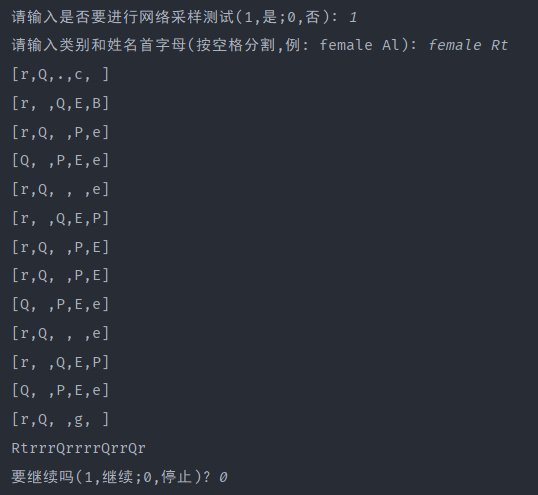 请输入是否要进行网络采样测试(1,是;0,否): 1
请输入类别和姓名首字母(按空格分割,例: female Al): female Rt
[r,Q,.,c, ]
[r, ,Q,E,B]
[r,Q, ,P,e]
[Q, ,P,E,e]
[r,Q, , ,e]
[r, ,Q,E,P]
[r,Q, ,P,E]
[r,Q, ,P,E]
[Q, ,P,E,e]
[r,Q, , ,e]
[r, ,Q,E,P]
[Q, ,P,E,e]
[r,Q, ,g, ]
RtrrrQrrrrQrrQr
要继续吗(1,继续;0,停止)? 0